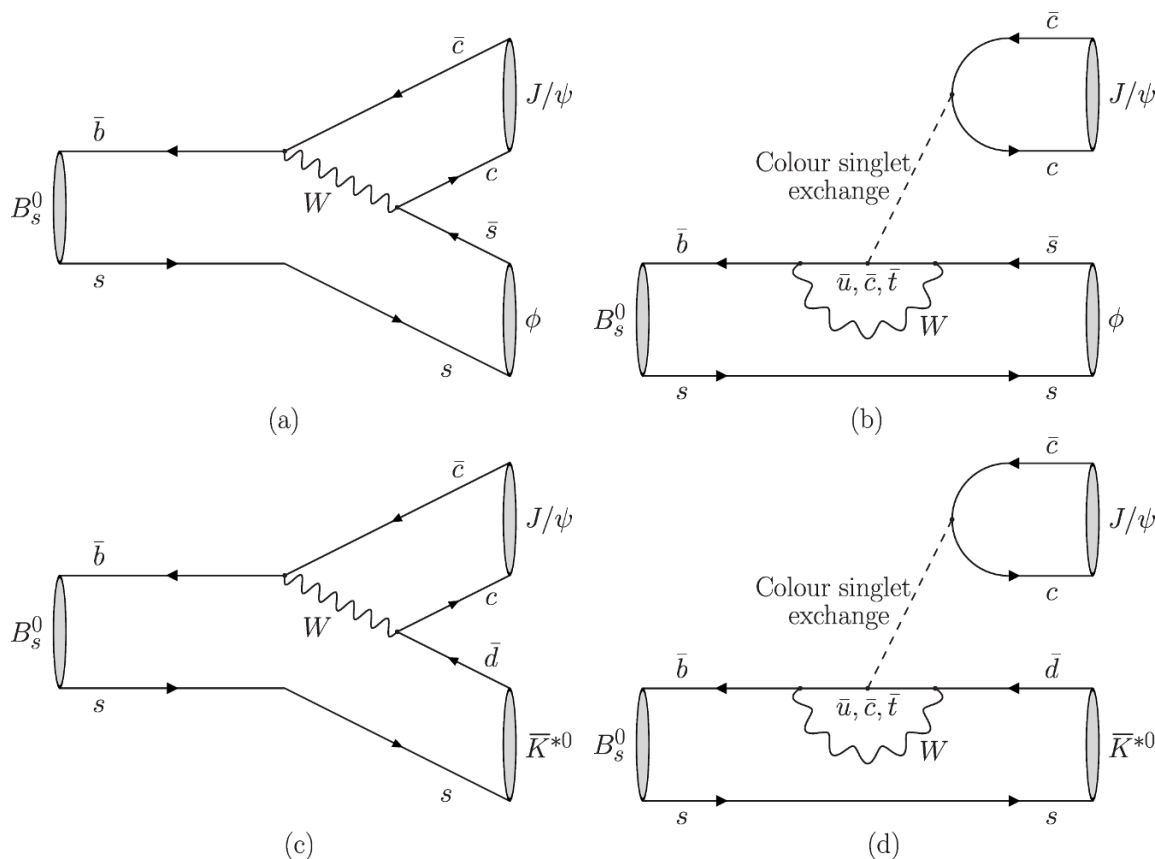 c̄
J/ψ
b̄
c
W
B_s^0
s̄
s
ϕ
s
(a)
c̄
J/ψ
c
Colour singlet
exchange
b̄
s̄
ū, c̄, t̄
W
B_s^0
ϕ
s
s
(b)
c̄
J/ψ
b̄
c
W
B_s^0
d̄
s
K̄*0
s
(c)
c̄
J/ψ
c
Colour singlet
exchange
b̄
d̄
ū, c̄, t̄
W
B_s^0
K̄*0
s
s
(d)